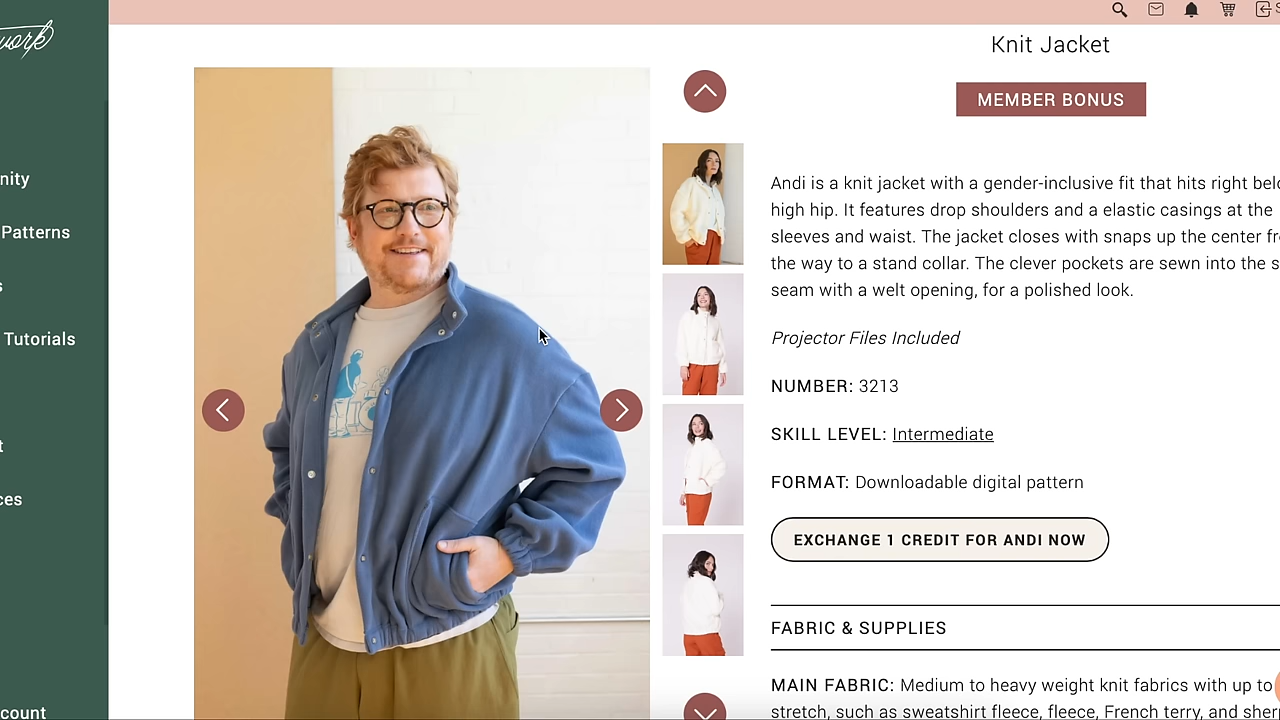 Knit Jacket
MEMBER BONUS
nity
Patterns
Tutorials
ces
count
Andi is a knit jacket with a gender-inclusive fit that hits right bel
high hip. It features drop shoulders and a elastic casings at the
sleeves and waist. The jacket closes with snaps up the center fr
the way to a stand collar. The clever pockets are sewn into the s
seam with a welt opening, for a polished look.
Projector Files Included
NUMBER: 3213
SKILL LEVEL: Intermediate
FORMAT: Downloadable digital pattern
EXCHANGE 1 CREDIT FOR ANDI NOW
FABRIC & SUPPLIES
MAIN FABRIC: Medium to heavy weight knit fabrics with up to
stretch, such as sweatshirt fleece, fleece, French terry, and sher